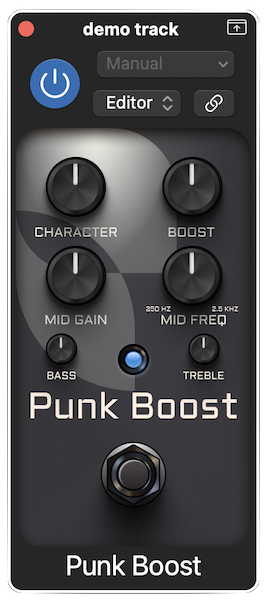 demo track
Manual
Editor
CHARACTER BOOST
250 HZ 2.5 KHZ
MID GAIN MID FREQ
BASS TREBLE
Punk Boost
Punk Boost